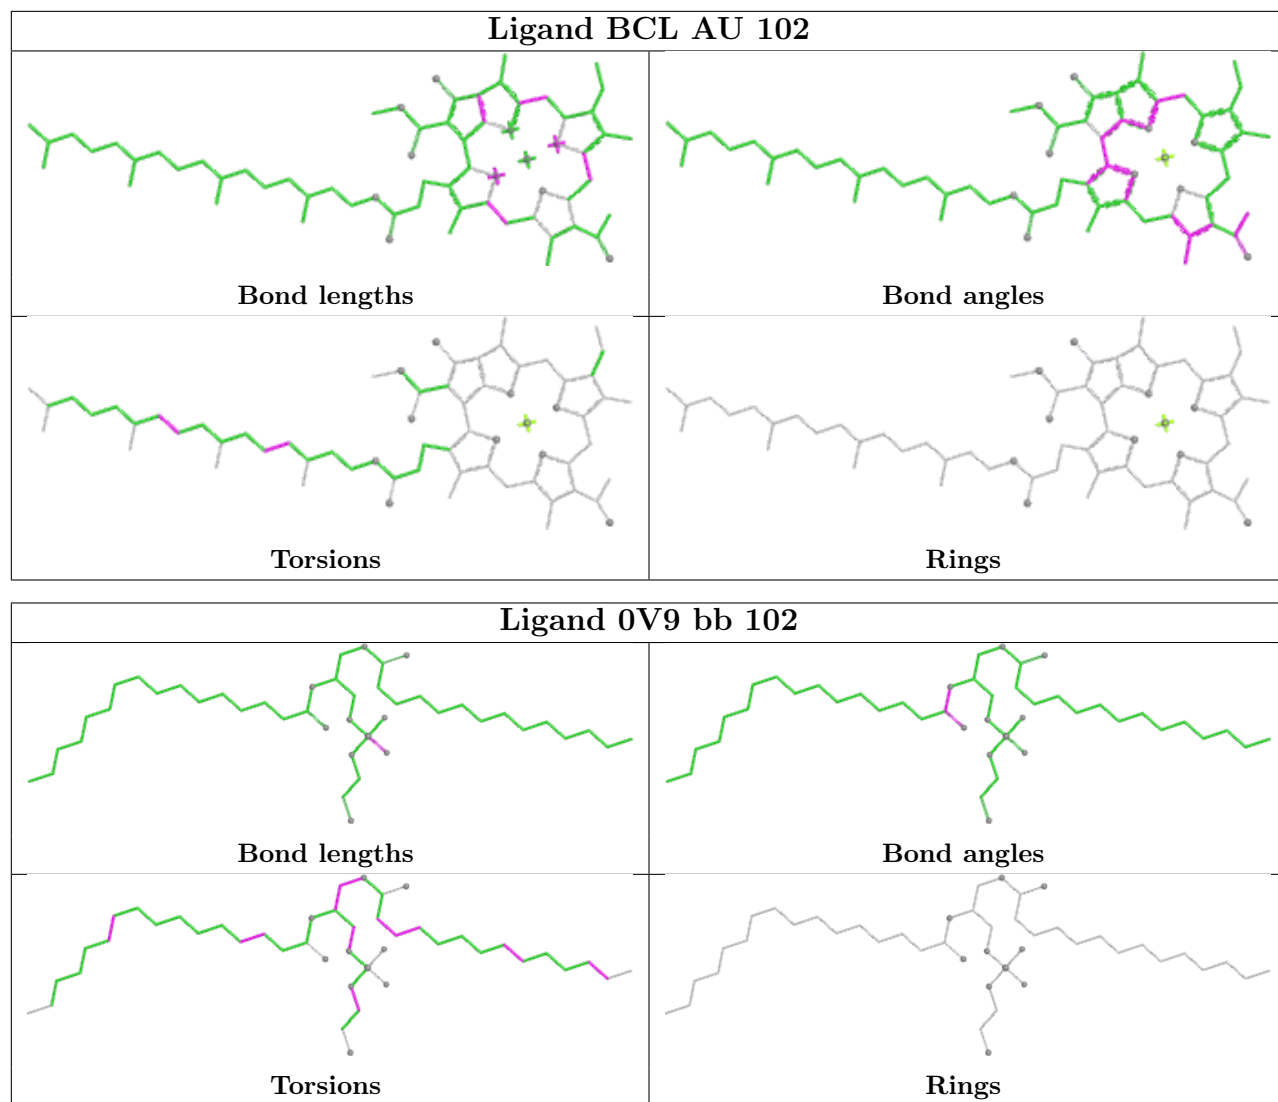 Ligand BCL AU 102
Bond lengths
Bond angles
Torsions
Rings
Ligand 0V9 bb 102
Bond lengths
Bond angles
Torsions
Rings